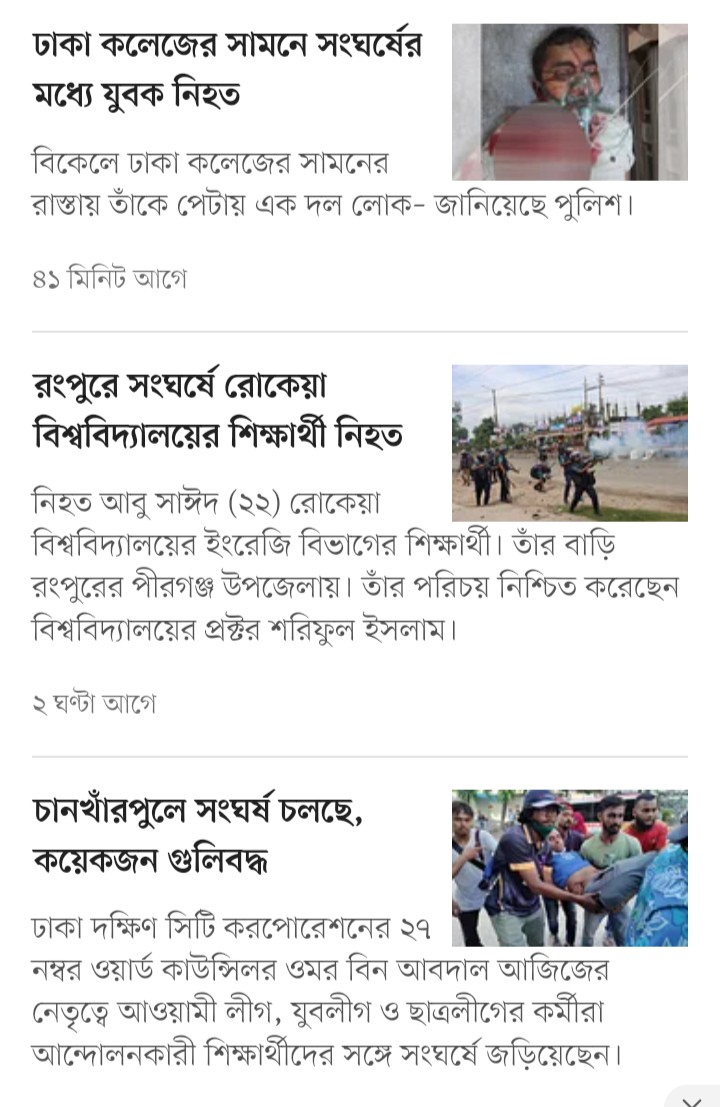 ঢাকা কলেজের সামনে সংঘর্ষের
মধ্যে যুবক নিহত
বিকেলে ঢাকা কলেজের সামনের
রাস্তায় তাঁকে পেটায় এক দল লোক– জানিয়েছে পুলিশ।
৪১ মিনিট আগে
রংপুরে সংঘর্ষে রোকেয়া
বিশ্ববিদ্যালয়ের শিক্ষার্থী নিহত
নিহত আবু সাঈদ (২২) রোকেয়া
বিশ্ববিদ্যালয়ের ইংরেজি বিভাগের শিক্ষার্থী। তাঁর বাড়ি
রংপুরের পীরগঞ্জ উপজেলায়। তাঁর পরিচয় নিশ্চিত করেছেন
বিশ্ববিদ্যালয়ের প্রক্টর শরিফুল ইসলাম।
২ ঘণ্টা আগে
চানখাঁরপুলে সংঘর্ষ চলছে,
কয়েকজন গুলিবদ্ধ
ঢাকা দক্ষিণ সিটি করপোরেশনের ২৭
নম্বর ওয়ার্ড কাউন্সিলর ওমর বিন আবদাল আজিজের
নেতৃত্বে আওয়ামী লীগ, যুবলীগ ও ছাত্রলীগের কর্মীরা
আন্দোলনকারী শিক্ষার্থীদের সঙ্গে সংঘর্ষে জড়িয়েছেন।